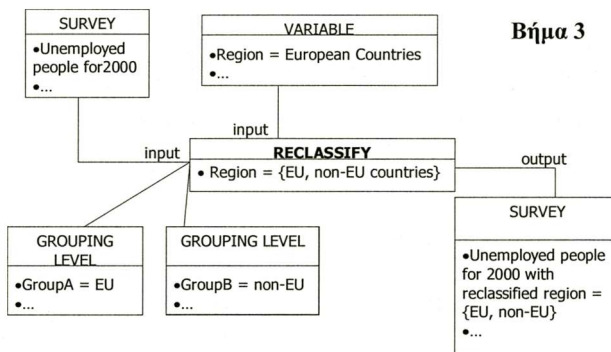 SURVEY
•Unemployed
people for2000
•...
VARIABLE
•Region = European Countries
•...
Βήμα 3
input
input
RECLASSIFY
• Region = {EU, non-EU countries}
output
GROUPING
LEVEL
•GroupA = EU
•...
GROUPING LEVEL
•GroupB = non-EU
•...
SURVEY
•Unemployed people
for 2000 with
reclassified region =
{EU, non-EU}
•...